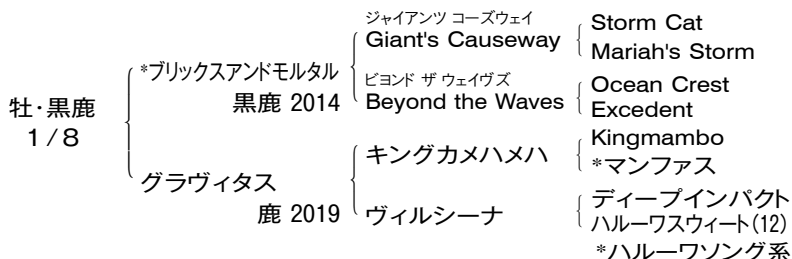 牡・黒鹿
1/8
*ブリックスアンドモルタル
黒鹿 2014
ジャイアンツ コーズウェイ
Giant's Causeway
Storm Cat
Mariah's Storm
ビヨンド ザ ウェイヴズ
Beyond the Waves
Ocean Crest
Excedent
グラヴィタス
鹿 2019
キングカメハメハ
Kingmambo
*マンファス
ヴィルシーナ
ディープインパクト
ハルーワスウィート(12)
*ハルーワソング系